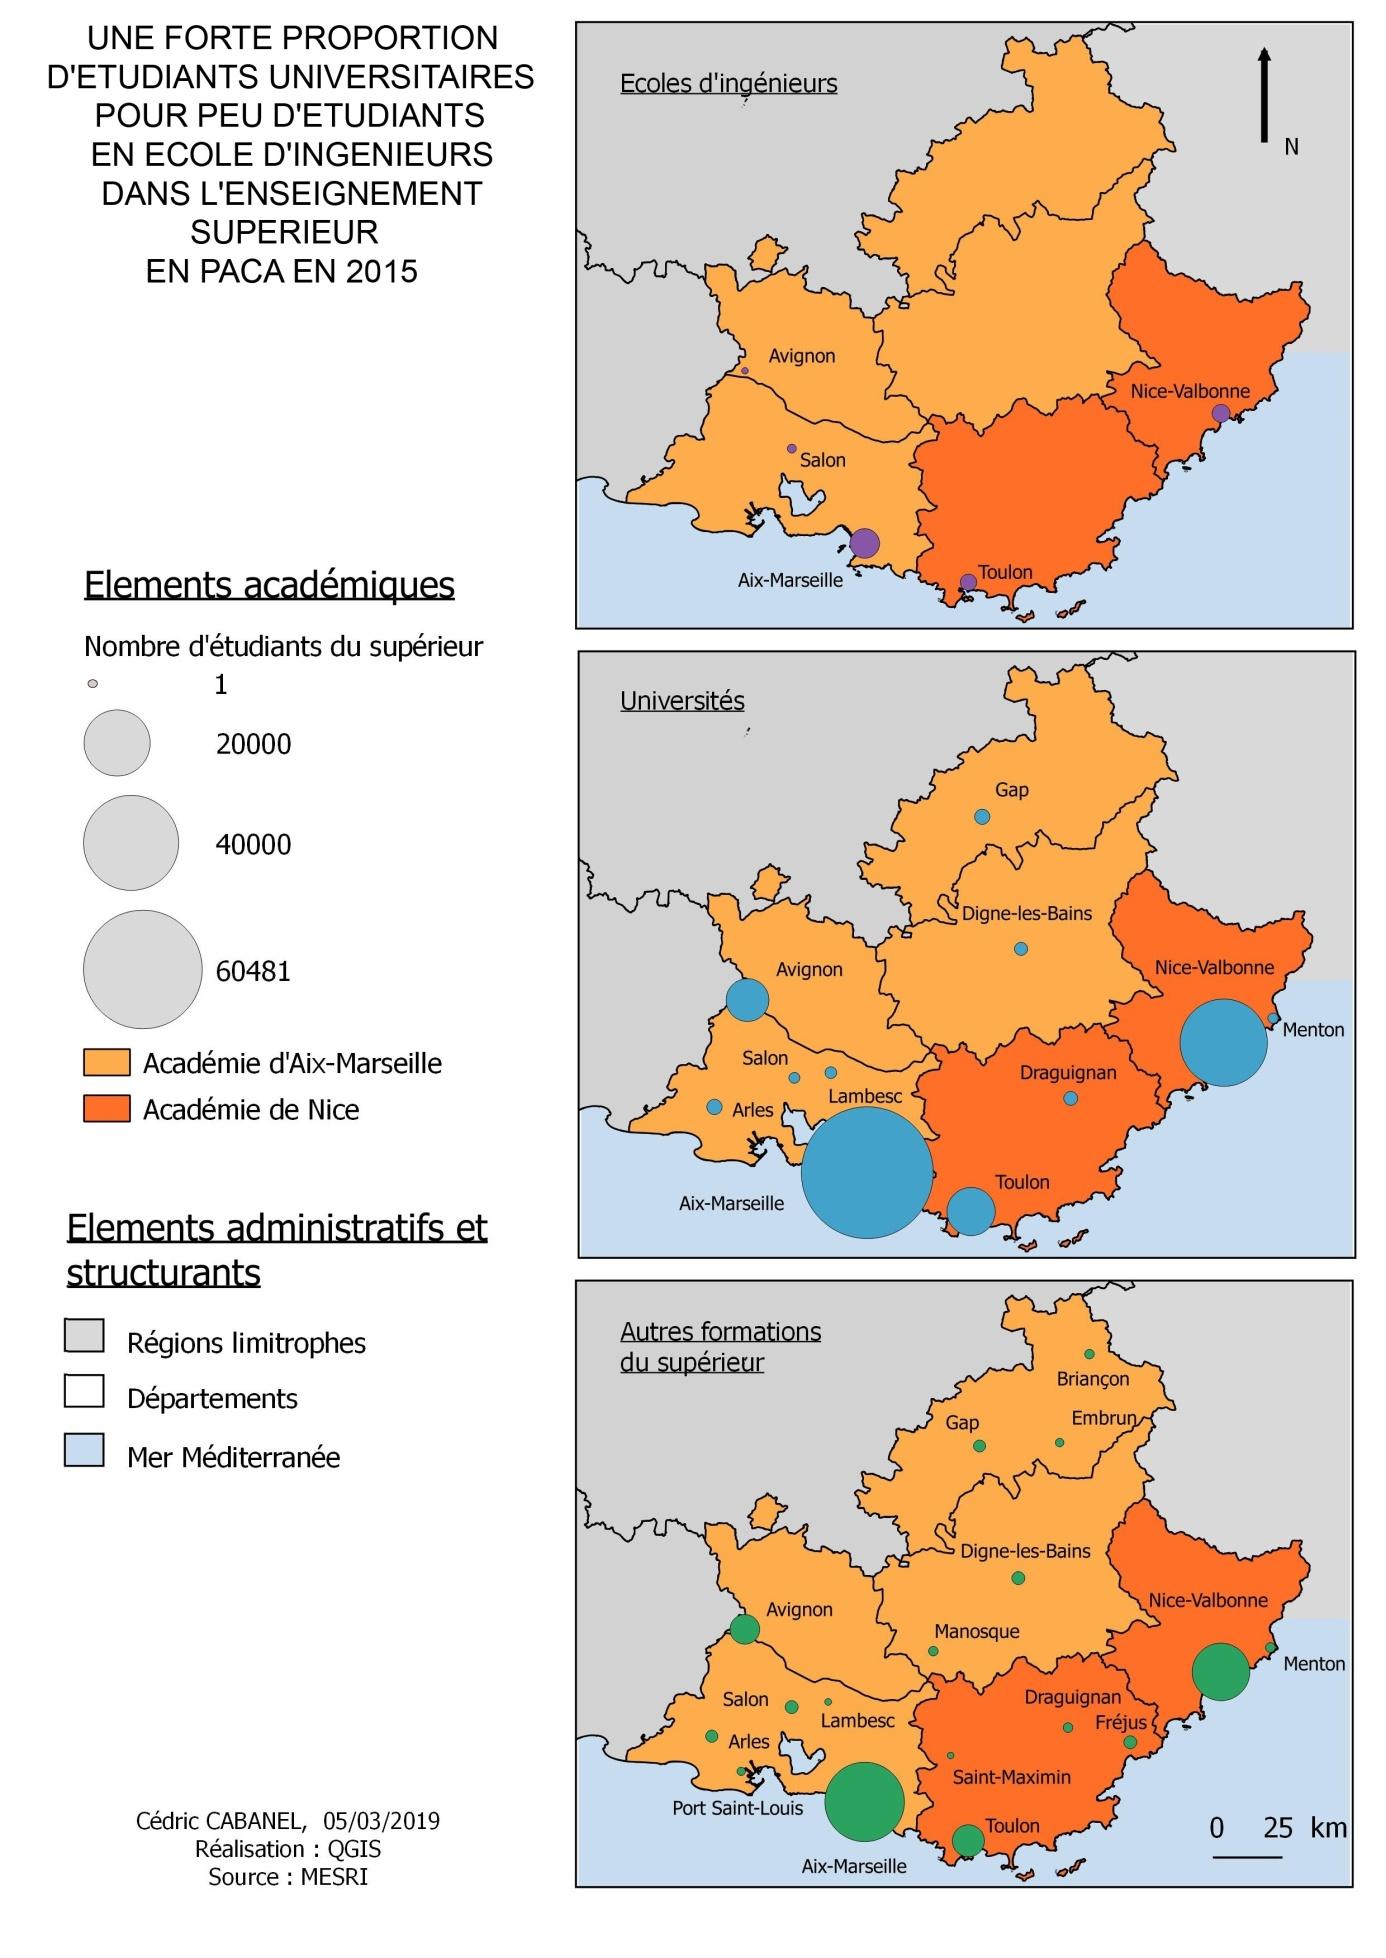 UNE FORTE PROPORTION
D'ETUDIANTS UNIVERSITAIRES
POUR PEU D'ETUDIANTS
EN ECOLE D'INGENIEURS
DANS L'ENSEIGNEMENT
SUPERIEUR
EN PACA EN 2015
Elements académiques
Nombre d'étudiants du supérieur
1
20000
40000
60481
Académie d'Aix-Marseille
Académie de Nice
Elements administratifs et
structurants
Régions limitrophes
Départements
Mer Méditerranée
Cédric CABANEL, 05/03/2019
Réalisation : QGIS
Source : MESRI
Ecoles d'ingénieurs
N
Avignon
Nice-Valbonne
Salon
Toulon
Aix-Marseille
Universités
Gap
Digne-les-Bains
Avignon
Nice-Valbonne
Menton
Salon
Draguignan
Lambesc
Arles
Toulon
Aix-Marseille
Autres formations
du supérieur
Briançon
Embrun
Gap
Digne-les-Bains
Nice-Valbonne
Avignon
Manosque
Menton
Salon
Draguignan
Lambesc
Fréjus
Arles
Saint-Maximin
Port Saint-Louis
Toulon
0 25 km
Aix-Marseille